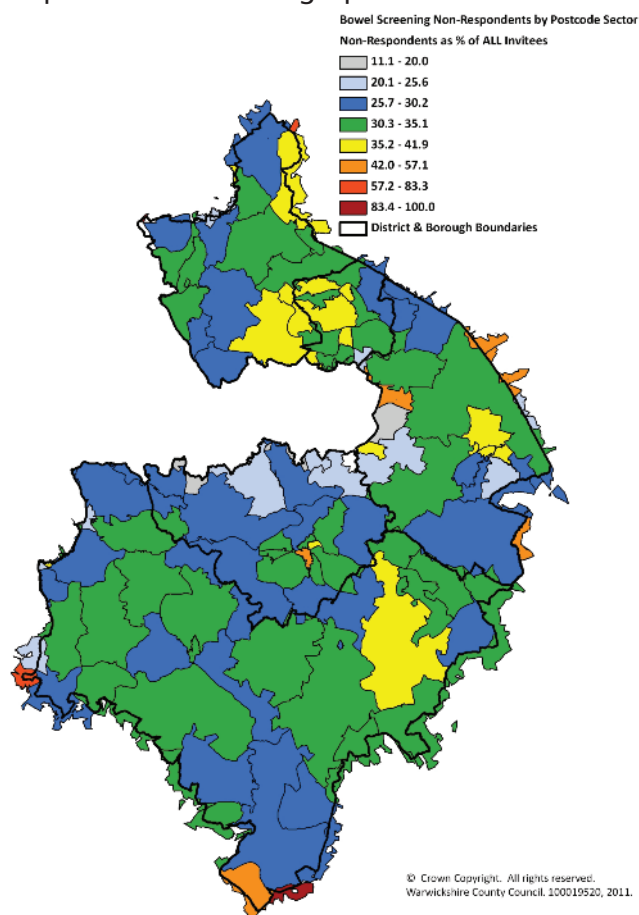 Bowel Screening Non-Respondents by Postcode Sector
Non-Respondents as % of ALL Invitees
11.1 - 20.0
20.1 - 25.6
25.7 - 30.2
30.3 - 35.1
35.2 - 41.9
42.0 - 57.1
57.2 - 83.3
83.4 - 100.0
District & Borough Boundaries
© Crown Copyright. All rights reserved.
Warwickshire County Council. 100019520, 2011.